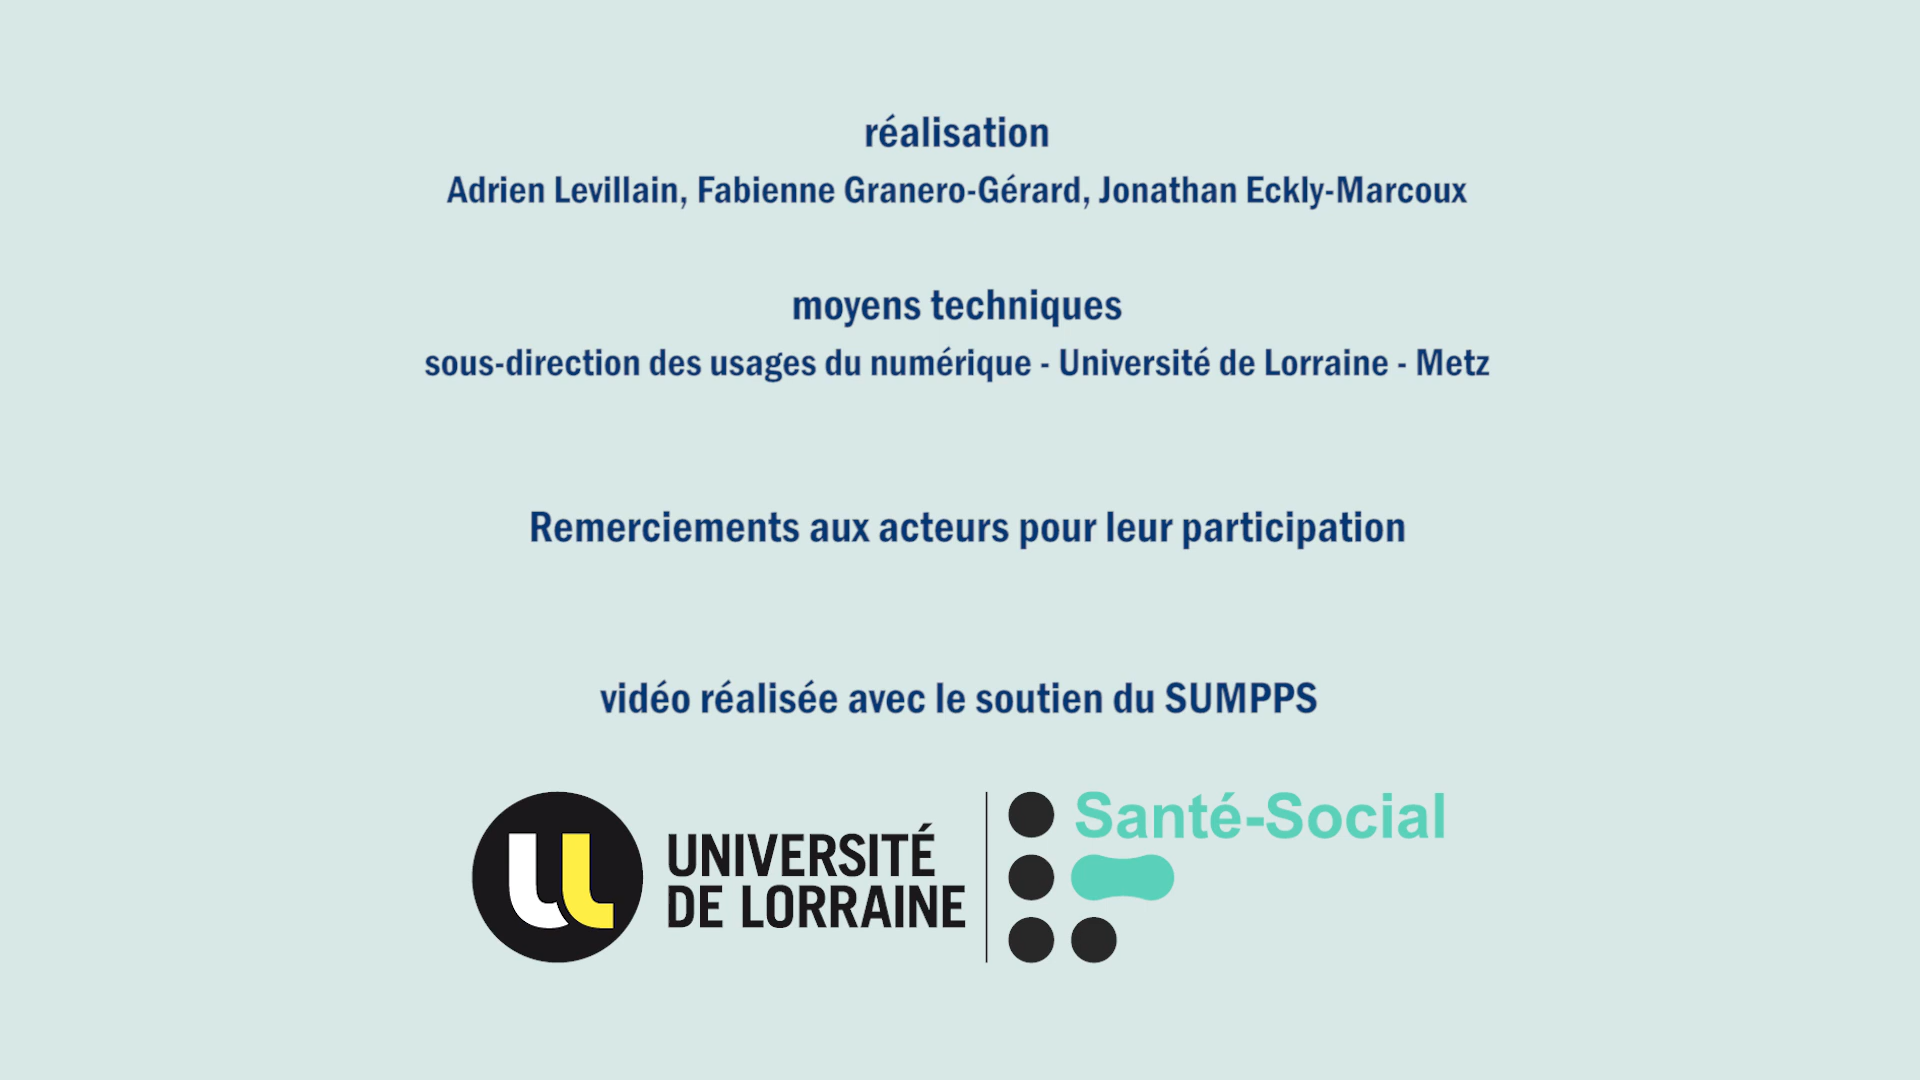 réalisation
Adrien Levillain, Fabienne Granero-Gérard, Jonathan Eckly-Marcoux
moyens techniques
sous-direction des usages du numérique - Université de Lorraine - Metz
Remerciements aux acteurs pour leur participation
vidéo réalisée avec le soutien du SUMPPS
UNIVERSITÉ
DE LORRAINE
Santé-Social